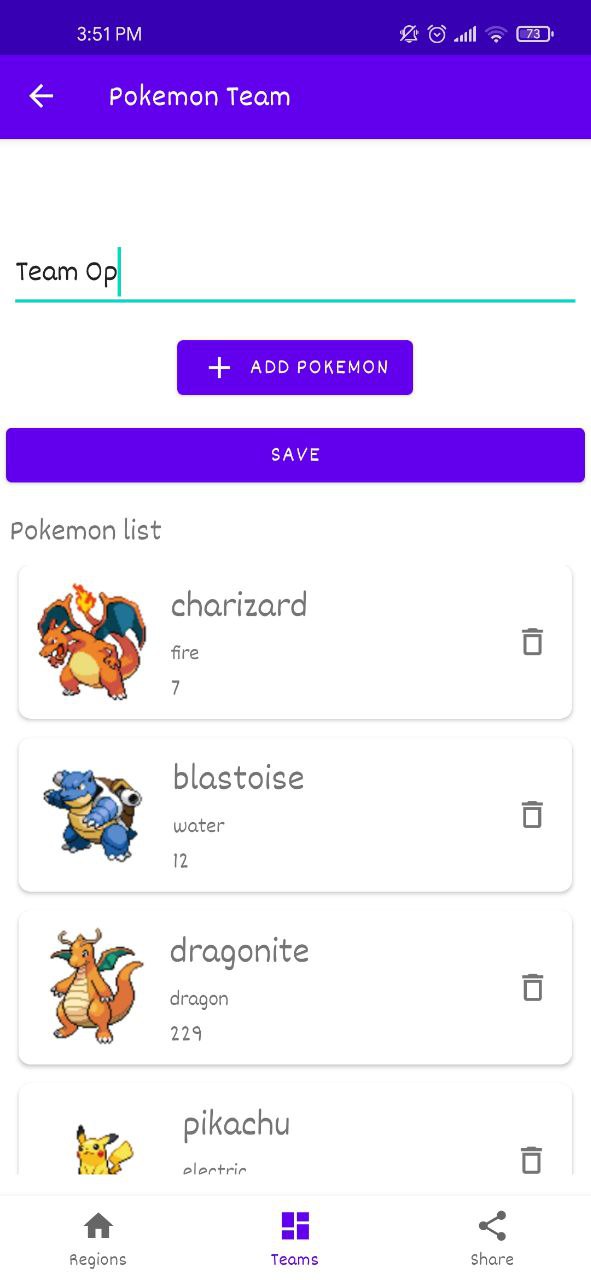 3:51 PM
73
Pokemon Team
Team Op
ADD POKEMON
SAVE
Pokemon list
charizard
fire
7
blastoise
water
12
dragonite
dragon
229
pikachu
electric
Regions
Teams
Share